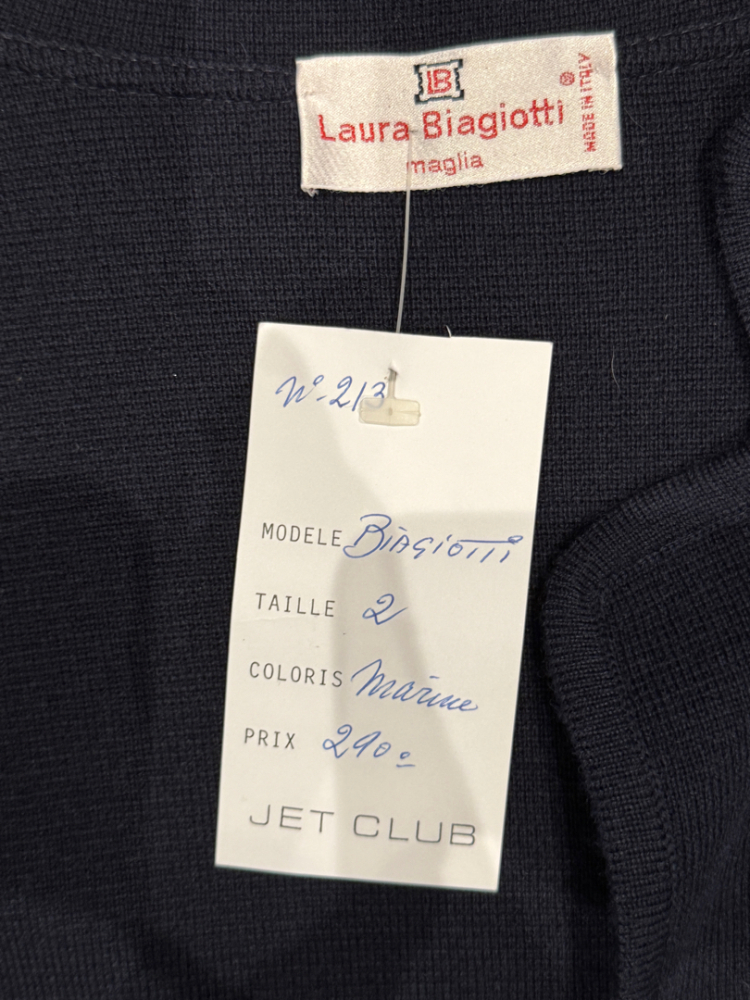 LB
Laura Biagiotti ®
maglia
MADE IN ITALY
N°-213
MODELE Biagiotti
TAILLE 2
COLORIS Marine
PRIX 290.-
JET CLUB